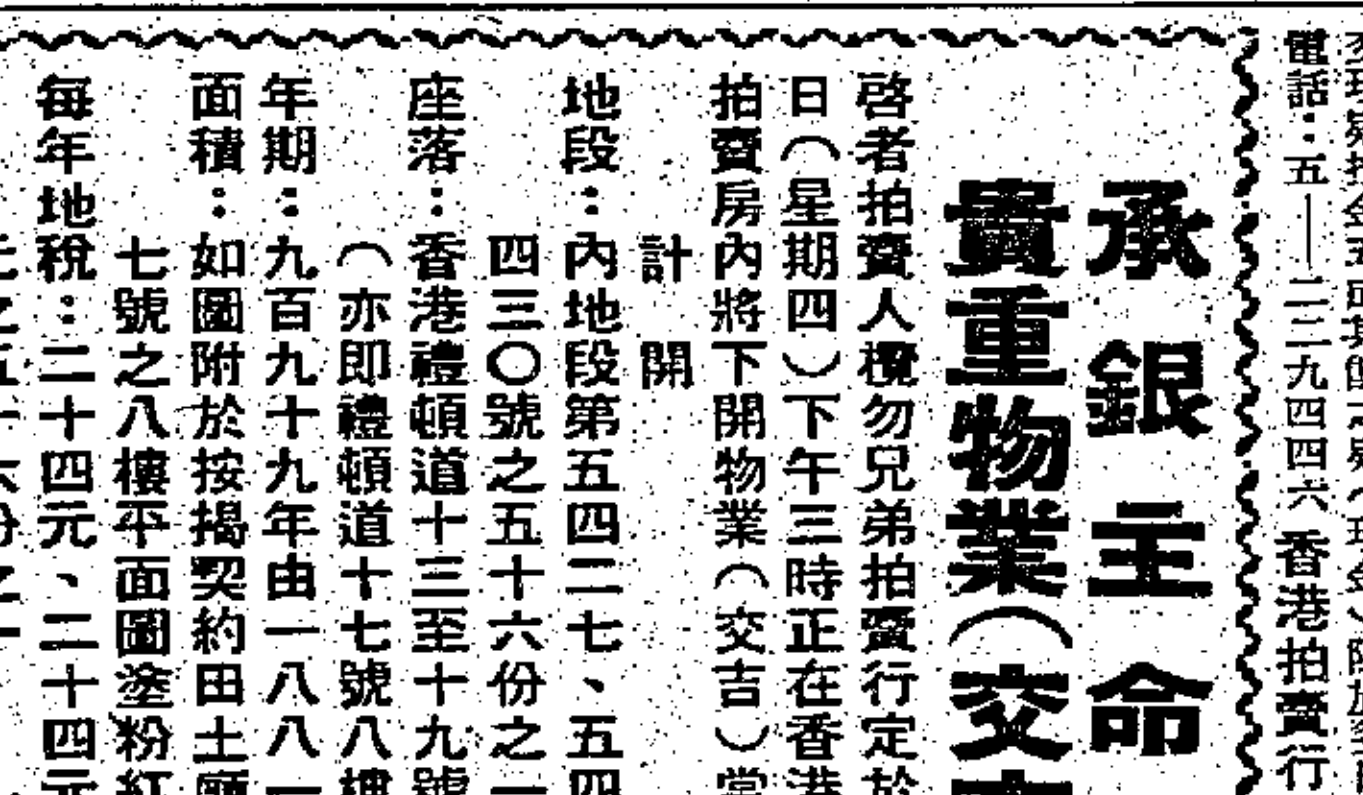 電話：五——二二九四四六香港拍賣行
承銀主命
貴重物業（交
啓者拍賣人欖勿兄弟拍賣行定於
日（星期四）下午三時正在香港
拍賣房內將下開物業（交吉）當
計開
地段：內地段第五四二七、五四
四三〇號之五十六份之一
座落：香港禮頓道十三至十九號
（亦即禮頓道十七號八樓
年期：九百九十九年由一八八一
面積：如圖附於按揭契約田土廳
七號之八樓平面圖塗粉紅
每年地稅：二十四元、二十四元